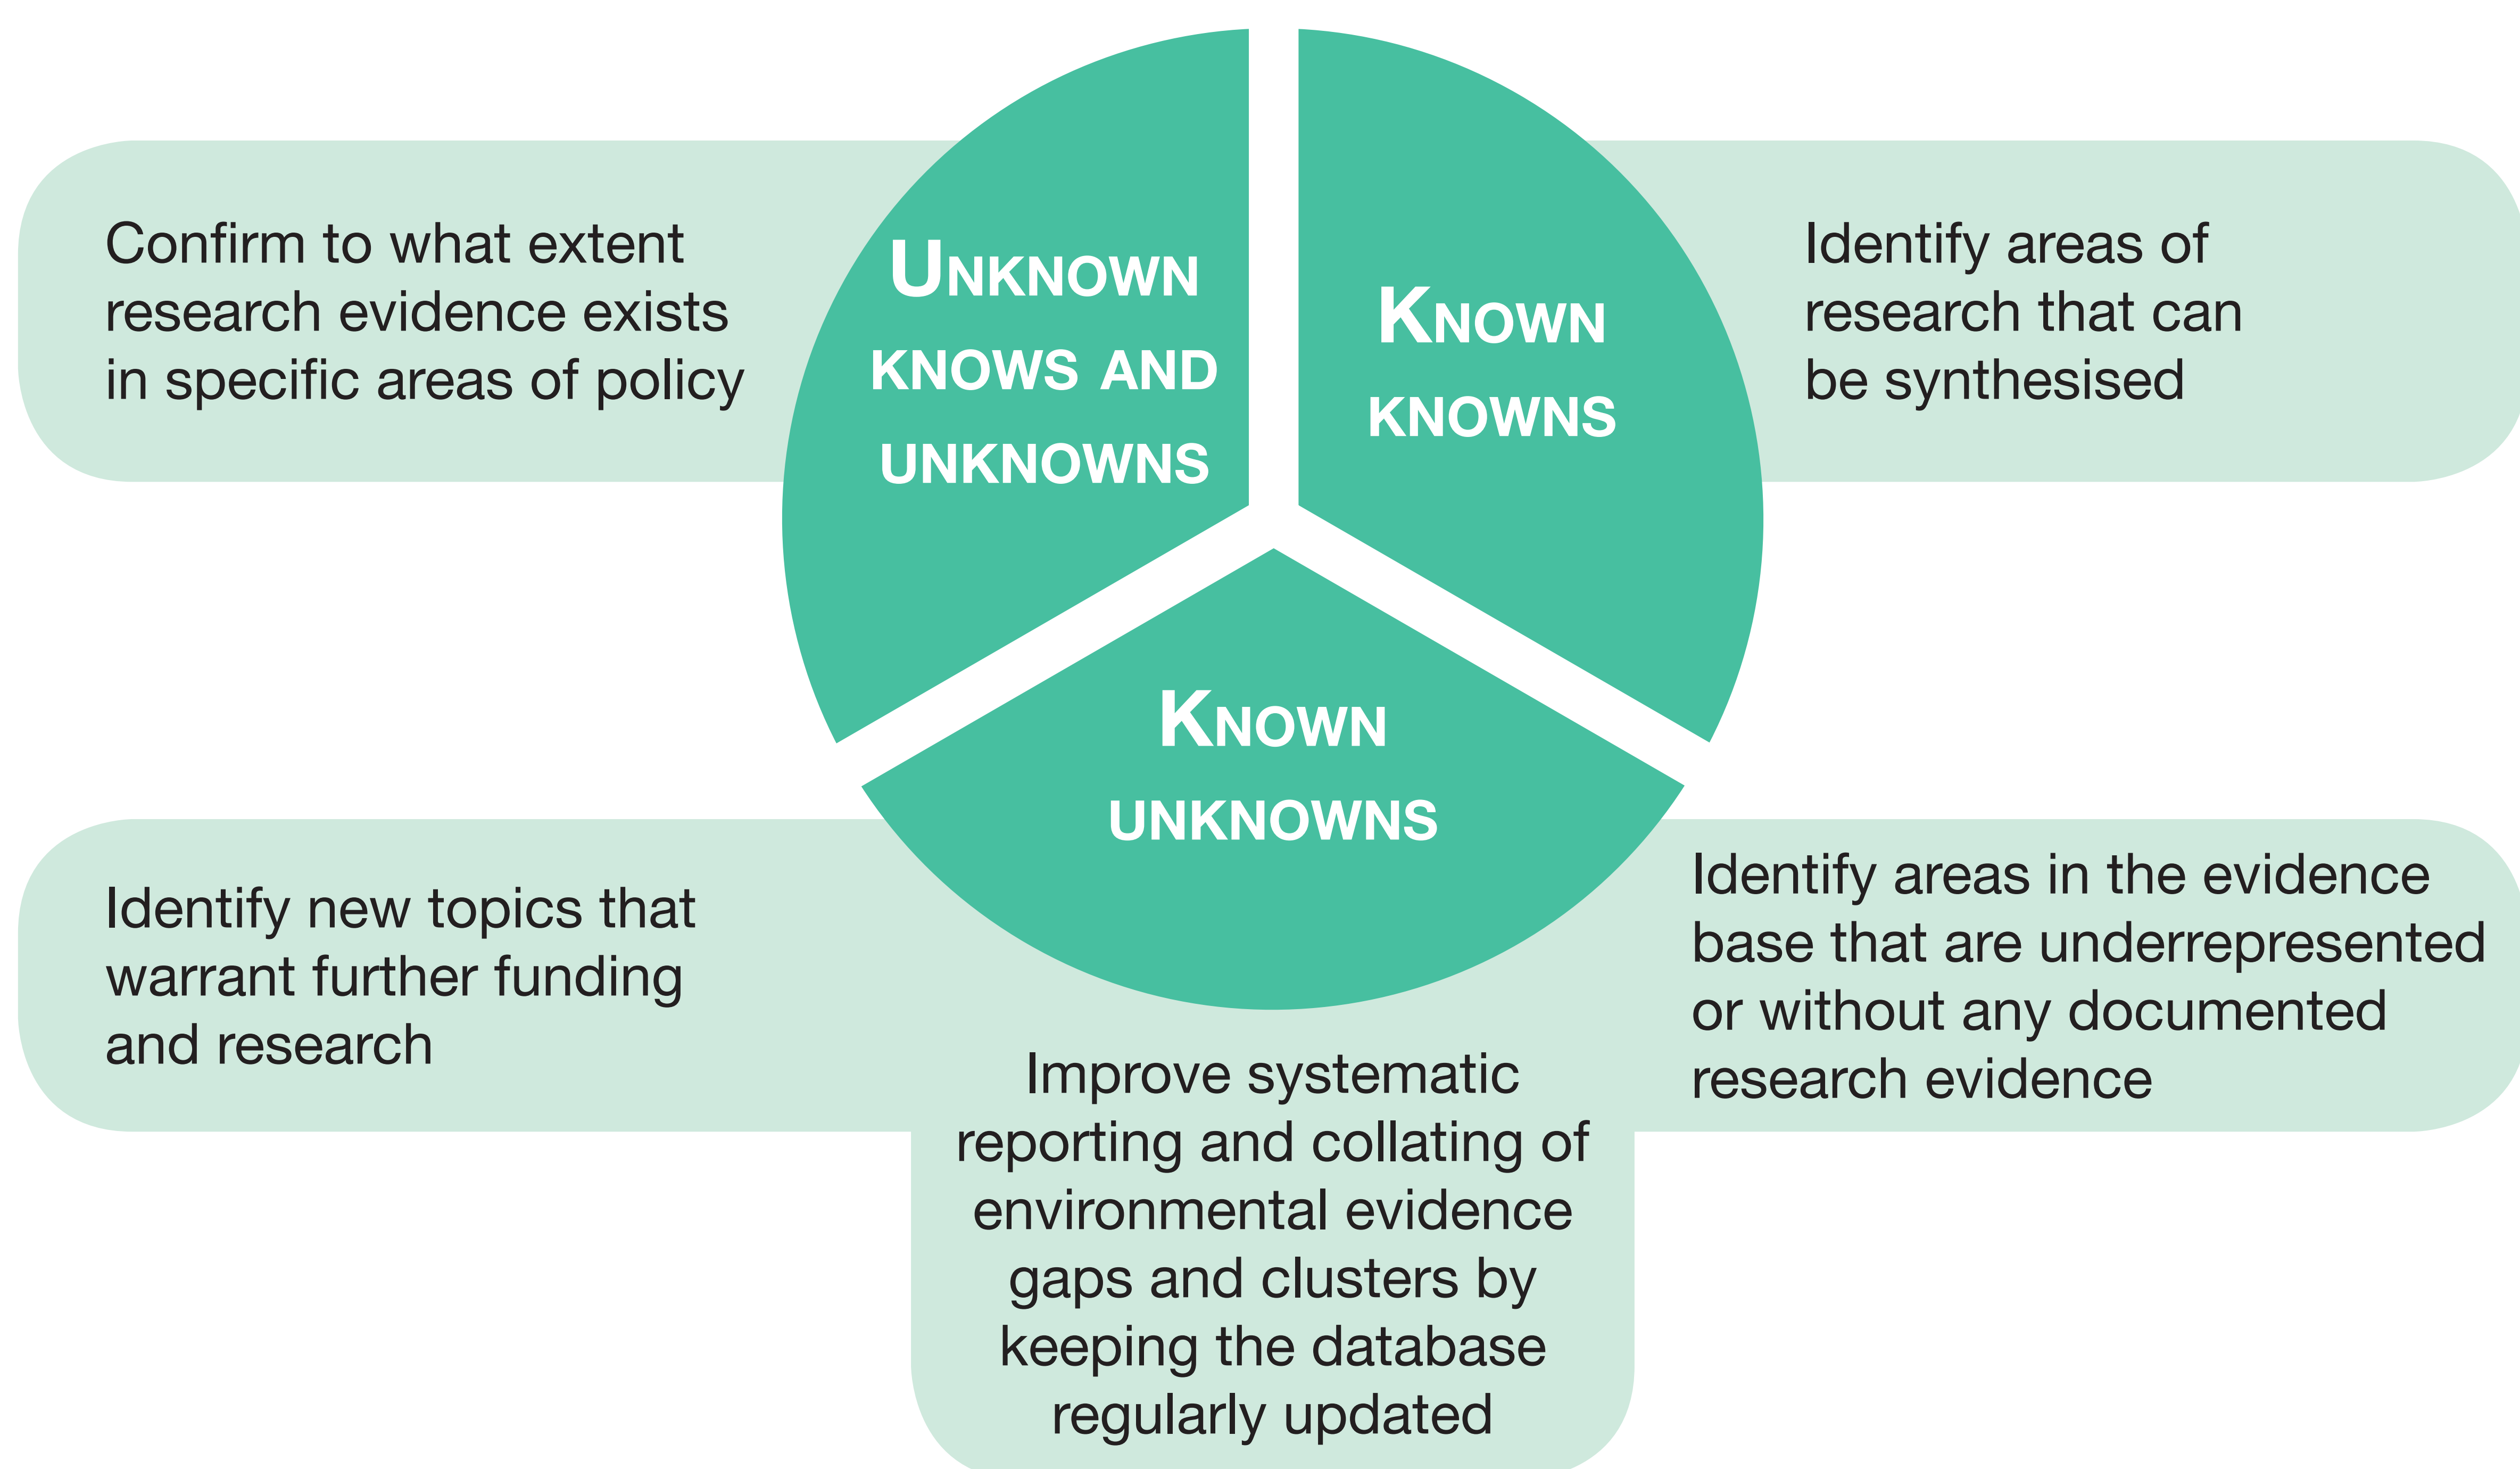 Confirm to what extent
research evidence exists
in specific areas of policy
Unknown
knows and
unknowns
Known
knowns
Identify areas of
research that can
be synthesised
Known
unknowns
Identify new topics that
warrant further funding
and research
Identify areas in the evidence
base that are underrepresented
or without any documented
research evidence
Improve systematic
reporting and collating of
environmental evidence
gaps and clusters by
keeping the database
regularly updated